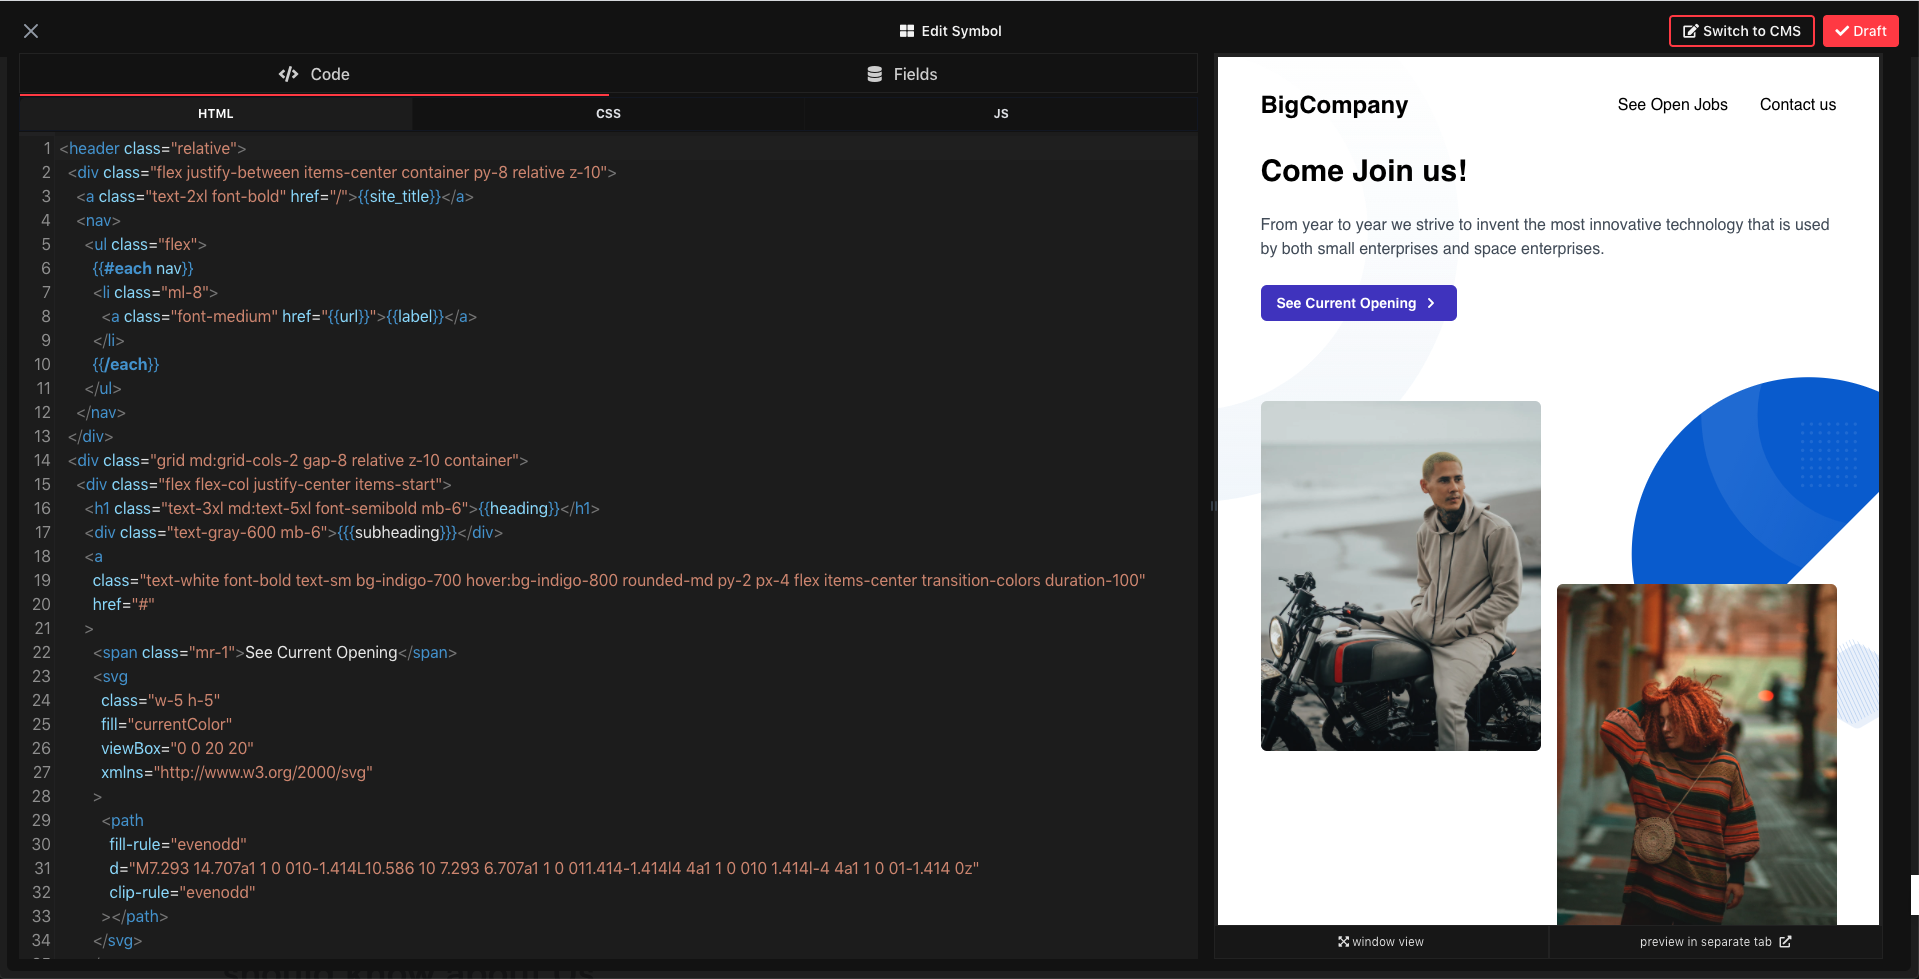 Edit Symbol
Switch to CMS
Draft
Code
Fields
HTML
CSS
JS
1 <header class="relative">
2 <div class="flex justify-between items-center container py-8 relative z-10">
3 <a class="text-2xl font-bold" href="/">{{site_title}}</a>
4 <nav>
5 <ul class="flex">
6 {{#each nav}}
7 <li class="ml-8">
8 <a class="font-medium" href="{{url}}">{{label}}</a>
9 </li>
10 {{/each}}
11 </ul>
12 </nav>
13 </div>
14 <div class="grid md:grid-cols-2 gap-8 relative z-10 container">
15 <div class="flex flex-col justify-center items-start">
16 <h1 class="text-3xl md:text-5xl font-semibold mb-6">{{heading}}</h1>
17 <div class="text-gray-600 mb-6">{{{subheading}}}</div>
18 <a
19 class="text-white font-bold text-sm bg-indigo-700 hover:bg-indigo-800 rounded-md py-2 px-4 flex items-center transition-colors duration-100"
20 href="#"
21 >
22 <span class="mr-1">See Current Opening</span>
23 <svg
24 class="w-5 h-5"
25 fill="currentColor"
26 viewBox="0 0 20 20"
27 xmlns="http://www.w3.org/2000/svg"
28 >
29 <path
30 fill-rule="evenodd"
31 d="M7.293 14.707a1 1 0 010-1.414L10.586 10 7.293 6.707a1 1 0 011.414-1.414l4 4a1 1 0 010 1.414l-4 4a1 1 0 01-1.414 0z"
32 clip-rule="evenodd"
33 ></path>
34 </svg>
BigCompany
See Open Jobs
Contact us
Come Join us!
From year to year we strive to invent the most innovative technology that is used
by both small enterprises and space enterprises.
See Current Opening
window view
preview in separate tab